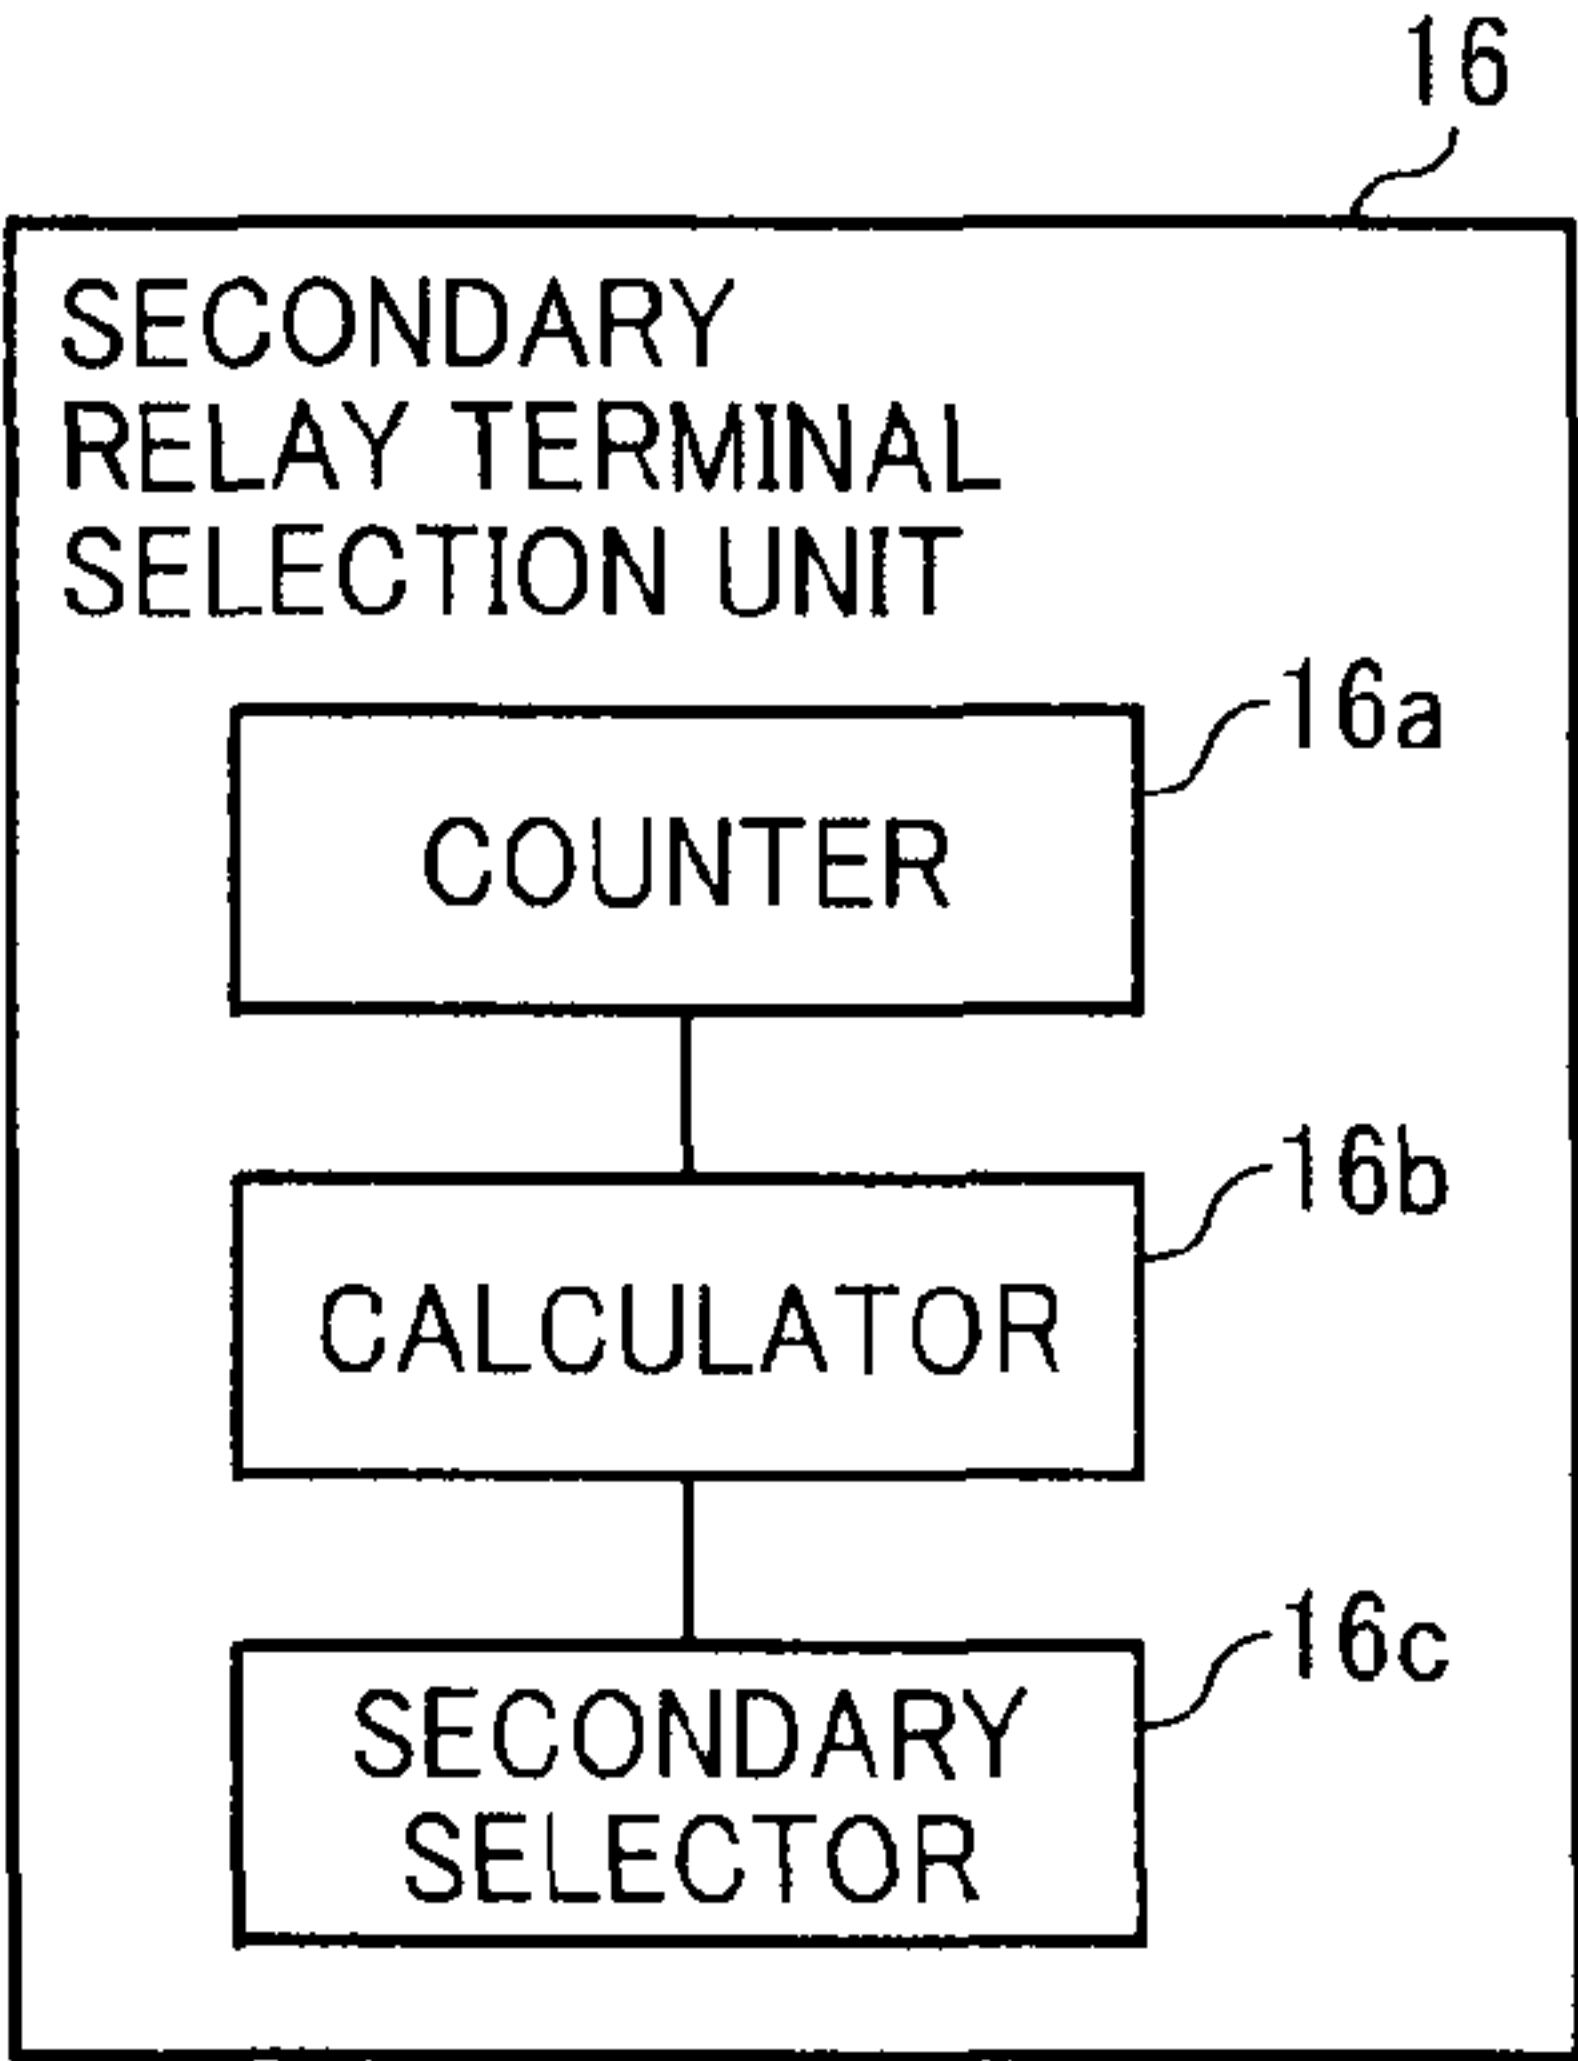 16
SECONDARY
RELAY TERMINAL
SELECTION UNIT
16a
COUNTER
16b
CALCULATOR
16c
SECONDARY
SELECTOR